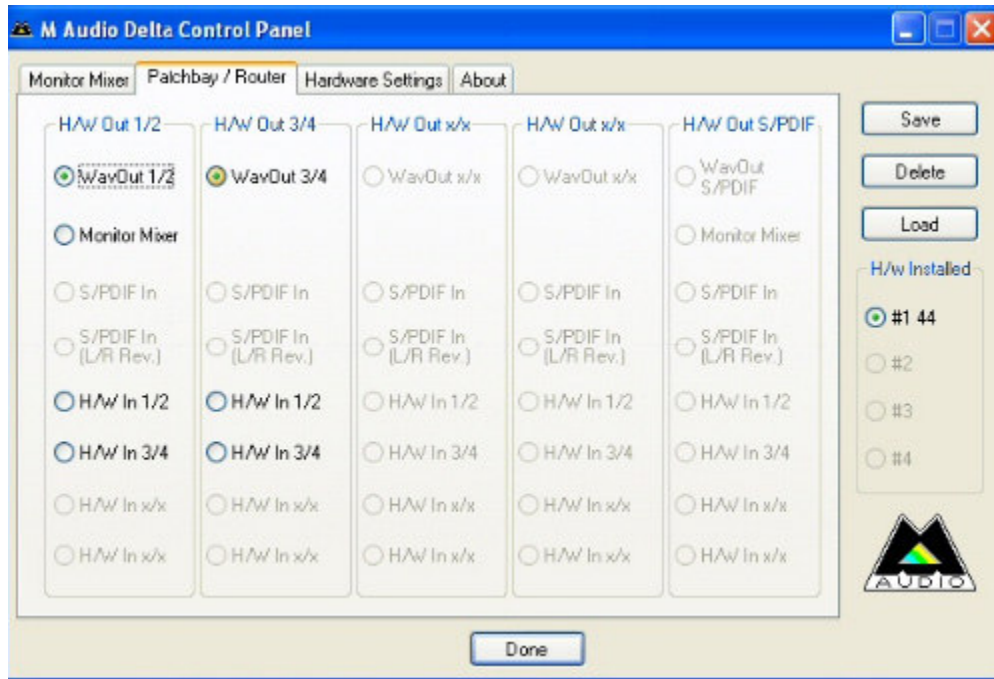 M Audio Delta Control Panel
Monitor Mixer Patchbay / Router Hardware Settings About
H/W Out 1/2 H/W Out 3/4 H/W Out x/x H/W Out x/x H/W Out S/PDIF
WavOut 1/2 WavOut 3/4 WavOut x/x WavOut x/x WavOut S/PDIF
Monitor Mixer Monitor Mixer
S/PDIF In S/PDIF In S/PDIF In S/PDIF In S/PDIF In
S/PDIF In S/PDIF In S/PDIF In S/PDIF In S/PDIF In
(L/R Rev.) (L/R Rev.) (L/R Rev.) (L/R Rev.) (L/R Rev.)
H/W In 1/2 H/W In 1/2 H/W In 1/2 H/W In 1/2 H/W In 1/2
H/W In 3/4 H/W In 3/4 H/W In 3/4 H/W In 3/4 H/W In 3/4
H/W In x/x H/W In x/x H/W In x/x H/W In x/x H/W In x/x
H/W In x/x H/W In x/x H/W In x/x H/W In x/x H/W In x/x
Save
Delete
Load
H/w Installed
#1 44
#2
#3
#4
M
AUDIO
Done